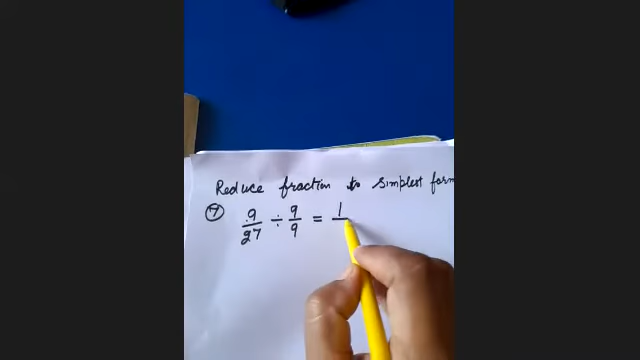 Reduce fraction to simplest form
7 9/27 ÷ 9/9 = 1/